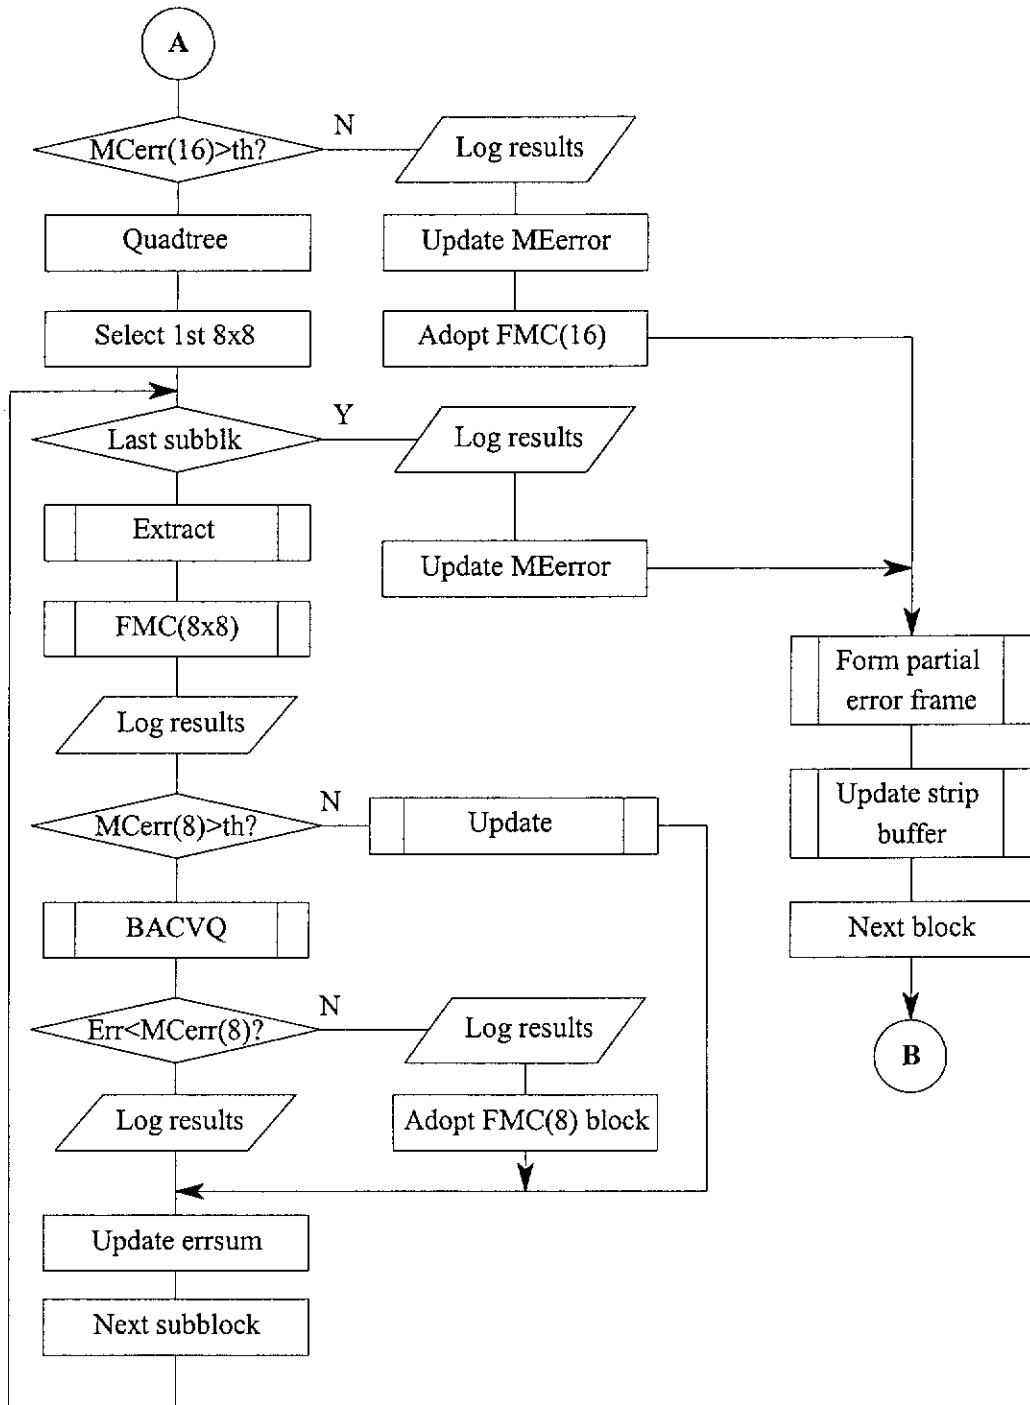 A
MCerr(16)>th?
N
Log results
Quadtree
Update MEerror
Select 1st 8x8
Adopt FMC(16)
Last subblk
Y
Log results
Extract
Update MEerror
FMC(8x8)
Form partial
error frame
Log results
MCerr(8)>th?
N
Update
Update strip
buffer
BACVQ
Next block
Err<MCerr(8)?
N
Log results
B
Log results
Adopt FMC(8) block
Update errsum
Next subblock